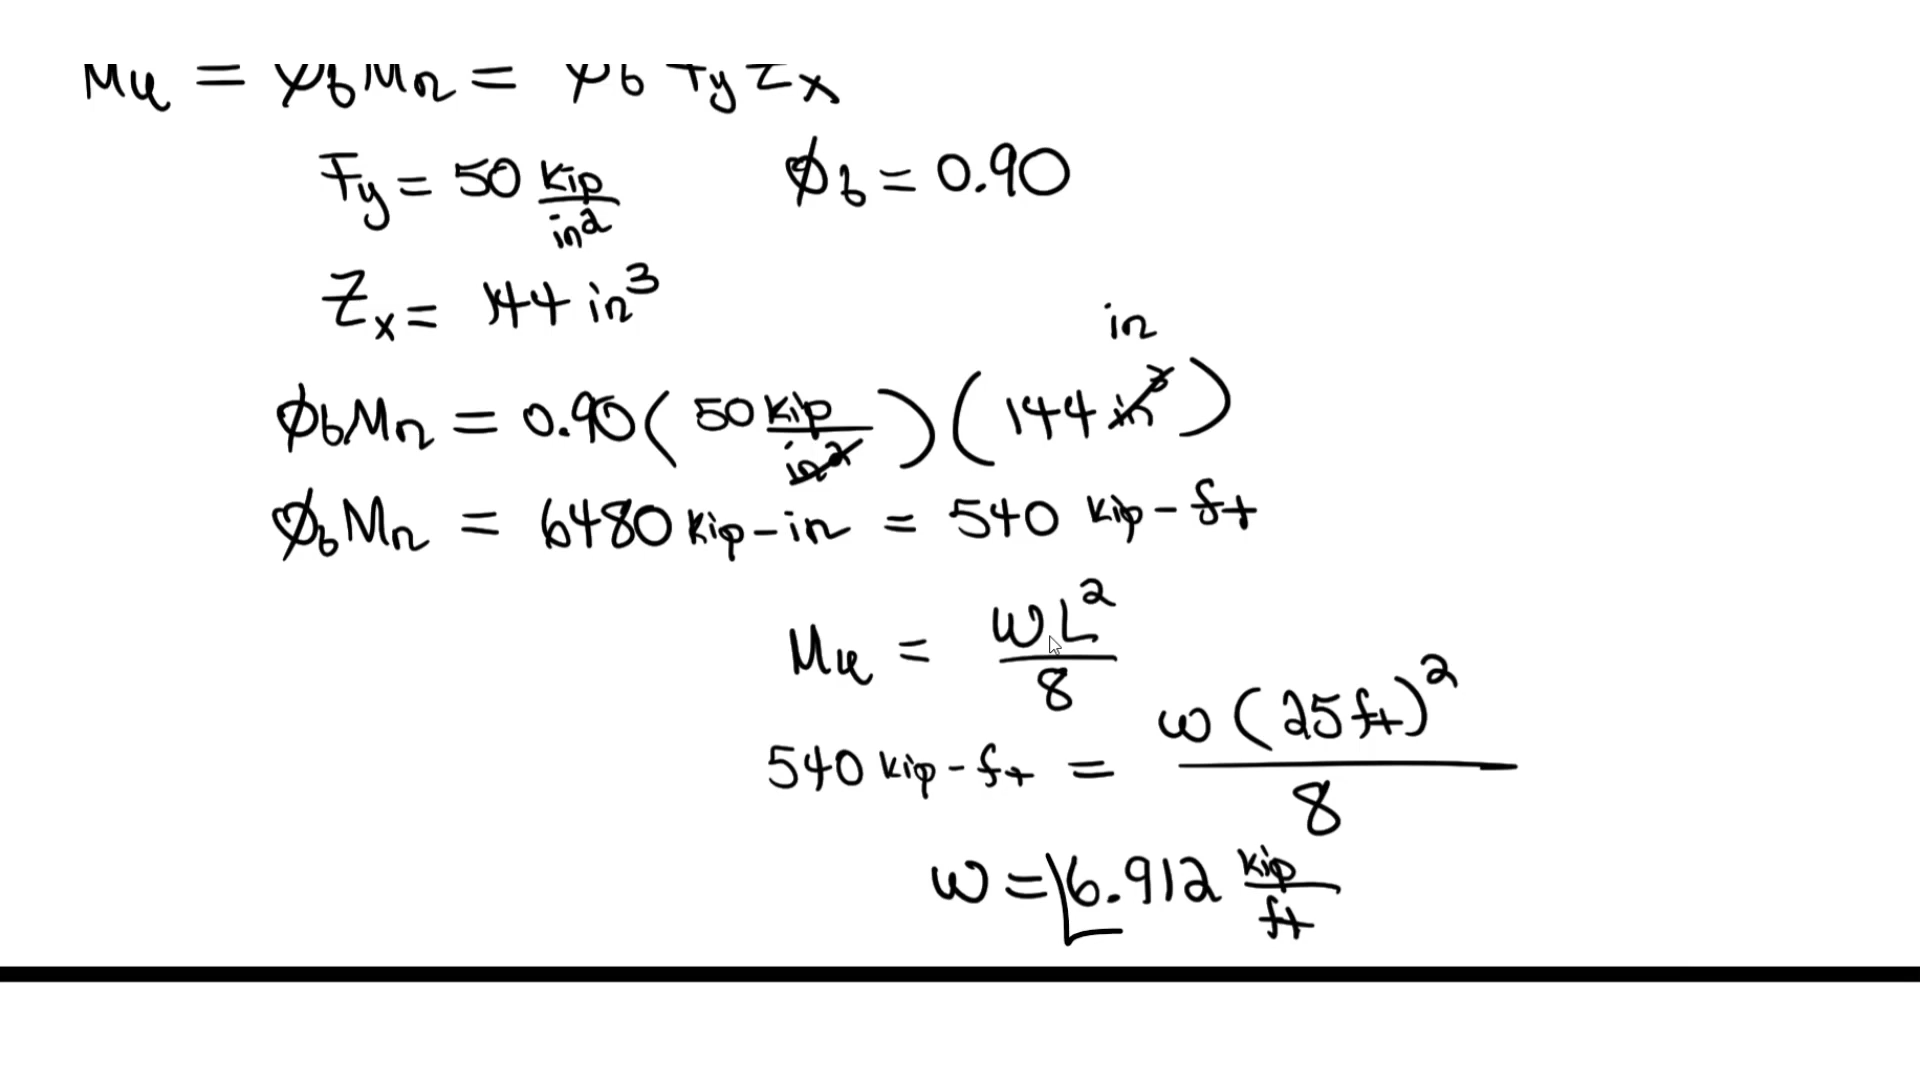 Mu = ϕbMn = ϕb Fy Zx
Fy = 50 kip/in² ϕb = 0.90
Zx = 144 in³
in
ϕbMn = 0.90 ( 50 kip/in² ) ( 144 in³ )
ϕbMn = 6480 kip-in = 540 kip-ft
Mu = wL²/8
540 kip-ft = w (25 ft)²/8
w = 6.912 kip/ft